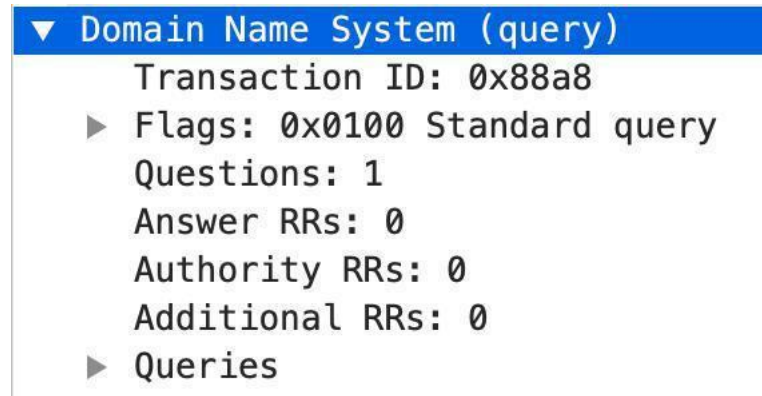 Domain Name System (query)
Transaction ID: 0x88a8
Flags: 0x0100 Standard query
Questions: 1
Answer RRs: 0
Authority RRs: 0
Additional RRs: 0
Queries